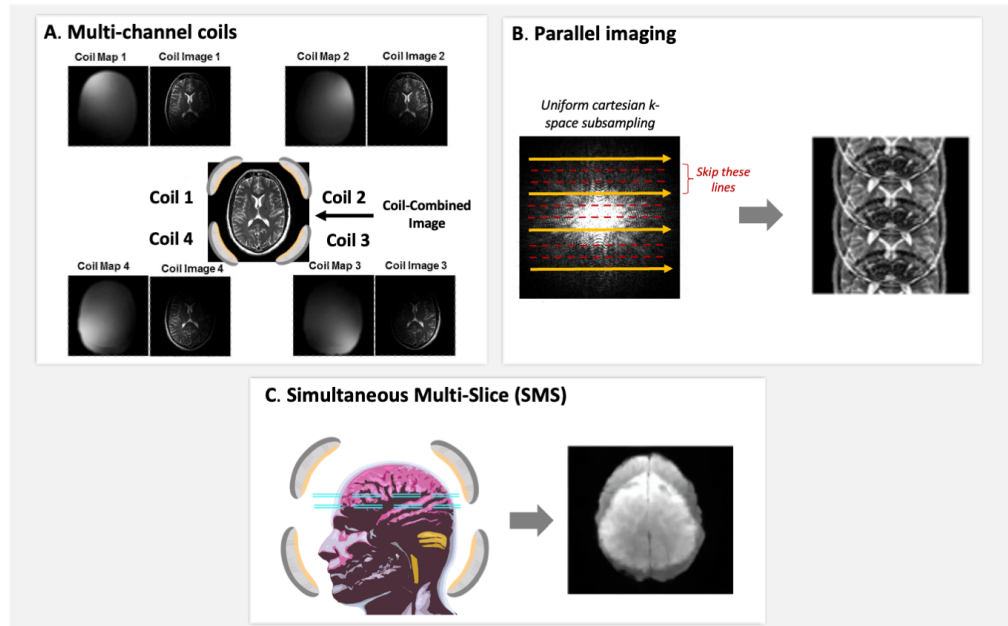 A. Multi-channel coils
Coil Map 1
Coil Image 1
Coil Map 2
Coil Image 2
Coil 1
Coil 2
Coil-Combined
Image
Coil 4
Coil 3
Coil Map 4
Coil Image 4
Coil Map 3
Coil Image 3
B. Parallel imaging
Uniform cartesian k-
space subsampling
Skip these
lines
C. Simultaneous Multi-Slice (SMS)